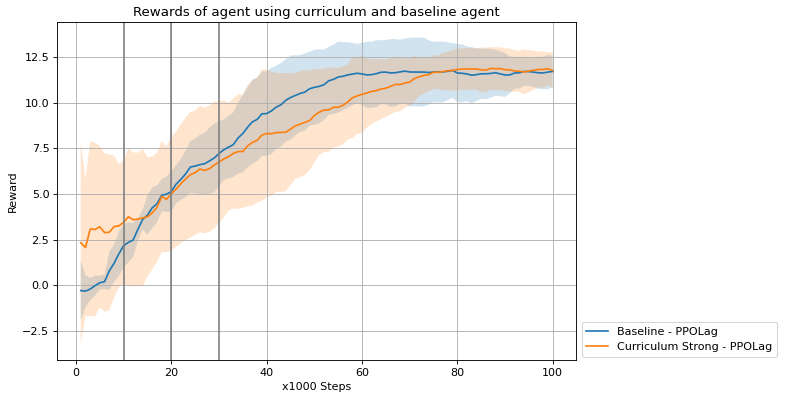 Rewards of agent using curriculum and baseline agent
12.5
10.0
7.5
5.0
2.5
0.0
−2.5
Reward
0
20
40
60
80
100
x1000 Steps
Baseline - PPOLag
Curriculum Strong - PPOLag